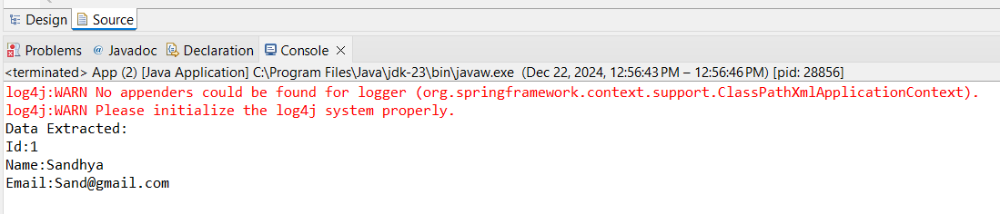 Design Source
Problems @ Javadoc Declaration Console
<terminated> App (2) [Java Application] C:\Program Files\Java\jdk-23\bin\javaw.exe (Dec 22, 2024, 12:56:43 PM – 12:56:46 PM) [pid: 28856]
log4j:WARN No appenders could be found for logger (org.springframework.context.support.ClassPathXmlApplicationContext).
log4j:WARN Please initialize the log4j system properly.
Data Extracted:
Id:1
Name:Sandhya
Email:Sand@gmail.com